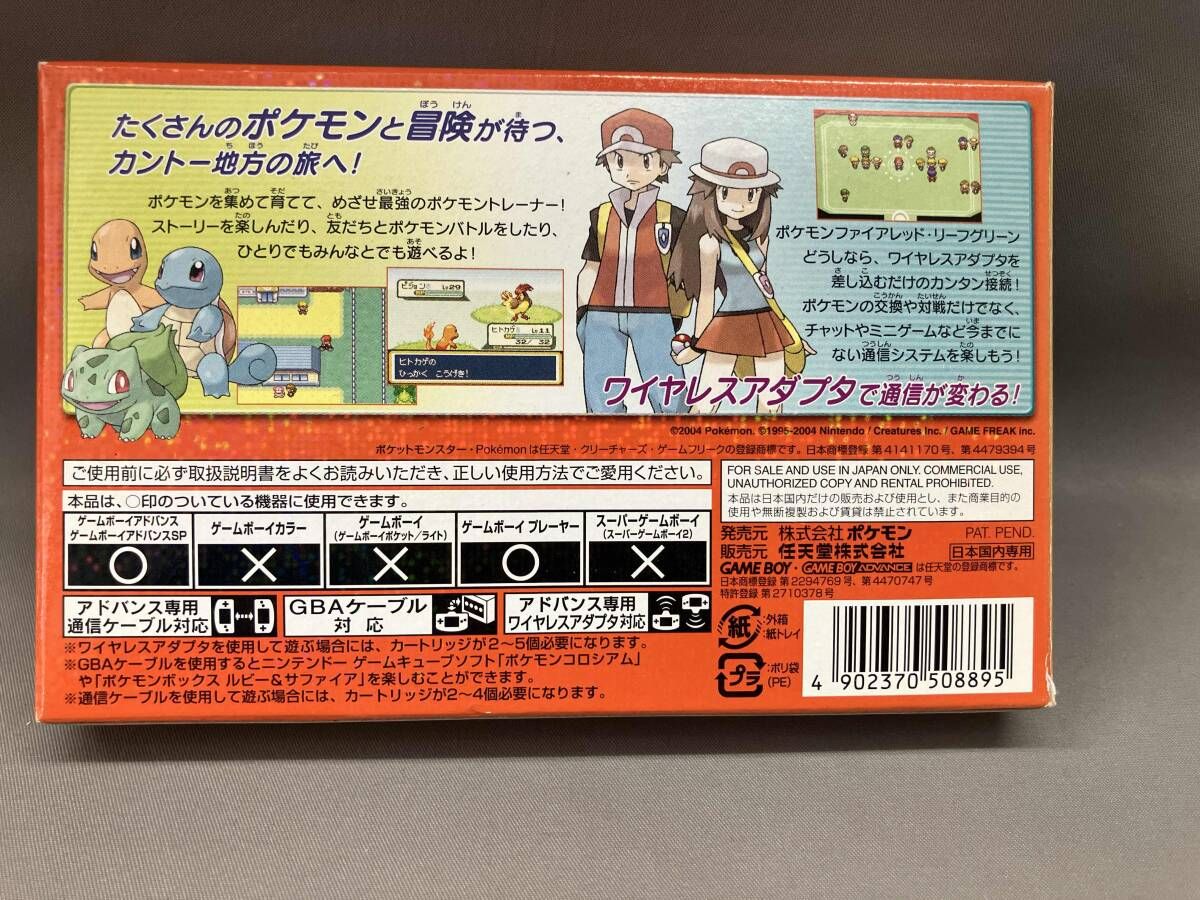 たくさんのポケモンと冒険が待つ、
カントー地方の旅へ！
ポケモンを集めて育てて、めざせ最強のポケモントレーナー！
ストーリーを楽しんだり、友だちとポケモンバトルをしたり、
ひとりでもみんなとでも遊べるよ！
ピジョン♂ Lv29
ヒトカゲ♂ Lv11
32/ 32
ヒトカゲの
ひっかく こうげき！
ポケモンファイアレッド・リーフグリーン
どうしなら、ワイヤレスアダプタを
差し込むだけのカンタン接続！
ポケモンの交換や対戦だけでなく、
チャットやミニゲームなど今までに
ない通信システムを楽しもう！
ワイヤレスアダプタで通信が変わる！
©2004 Pokémon. ©1995-2004 Nintendo / Creatures Inc. / GAME FREAK inc.
ポケットモンスター・Pokémonは任天堂・クリーチャーズ・ゲームフリークの登録商標です。日本商標登録 第4141170号、第4479394号
ご使用前に必ず取扱説明書をよくお読みいただき、正しい使用方法でご愛用ください。
本品は、○印のついている機器に使用できます。
ゲームボーイアドバンス
ゲームボーイアドバンスSP
○
ゲームボーイカラー
×
ゲームボーイ
（ゲームボーイポケット／ライト）
×
ゲームボーイ プレーヤー
○
スーパーゲームボーイ
（スーパーゲームボーイ2）
×
アドバンス専用
通信ケーブル対応
GBAケーブル
対応
アドバンス専用
ワイヤレスアダプタ対応
※ワイヤレスアダプタを使用して遊ぶ場合には、カートリッジが2～5個必要になります。
※GBAケーブルを使用するとニンテンドー ゲームキューブソフト「ポケモンコロシアム」
や「ポケモンボックス ルビー＆サファイア」を楽しむことができます。
※通信ケーブルを使用して遊ぶ場合には、カートリッジが2～4個必要になります。
FOR SALE AND USE IN JAPAN ONLY. COMMERCIAL USE,
UNAUTHORIZED COPY AND RENTAL PROHIBITED.
本品は日本国内だけの販売および使用とし、また商業目的の
使用や無断複製および賃貸は禁止されています。
発売元 株式会社 ポケモン PAT. PEND.
販売元 任天堂株式会社 日本国内専用
GAME BOY・GAME BOY ADVANCE は任天堂の登録商標です。
日本商標登録 第2294769号、第4470747号
特許登録 第2710378号
紙 :外箱
:紙トレイ
プラ :ポリ袋
(PE)
4 902370 508895